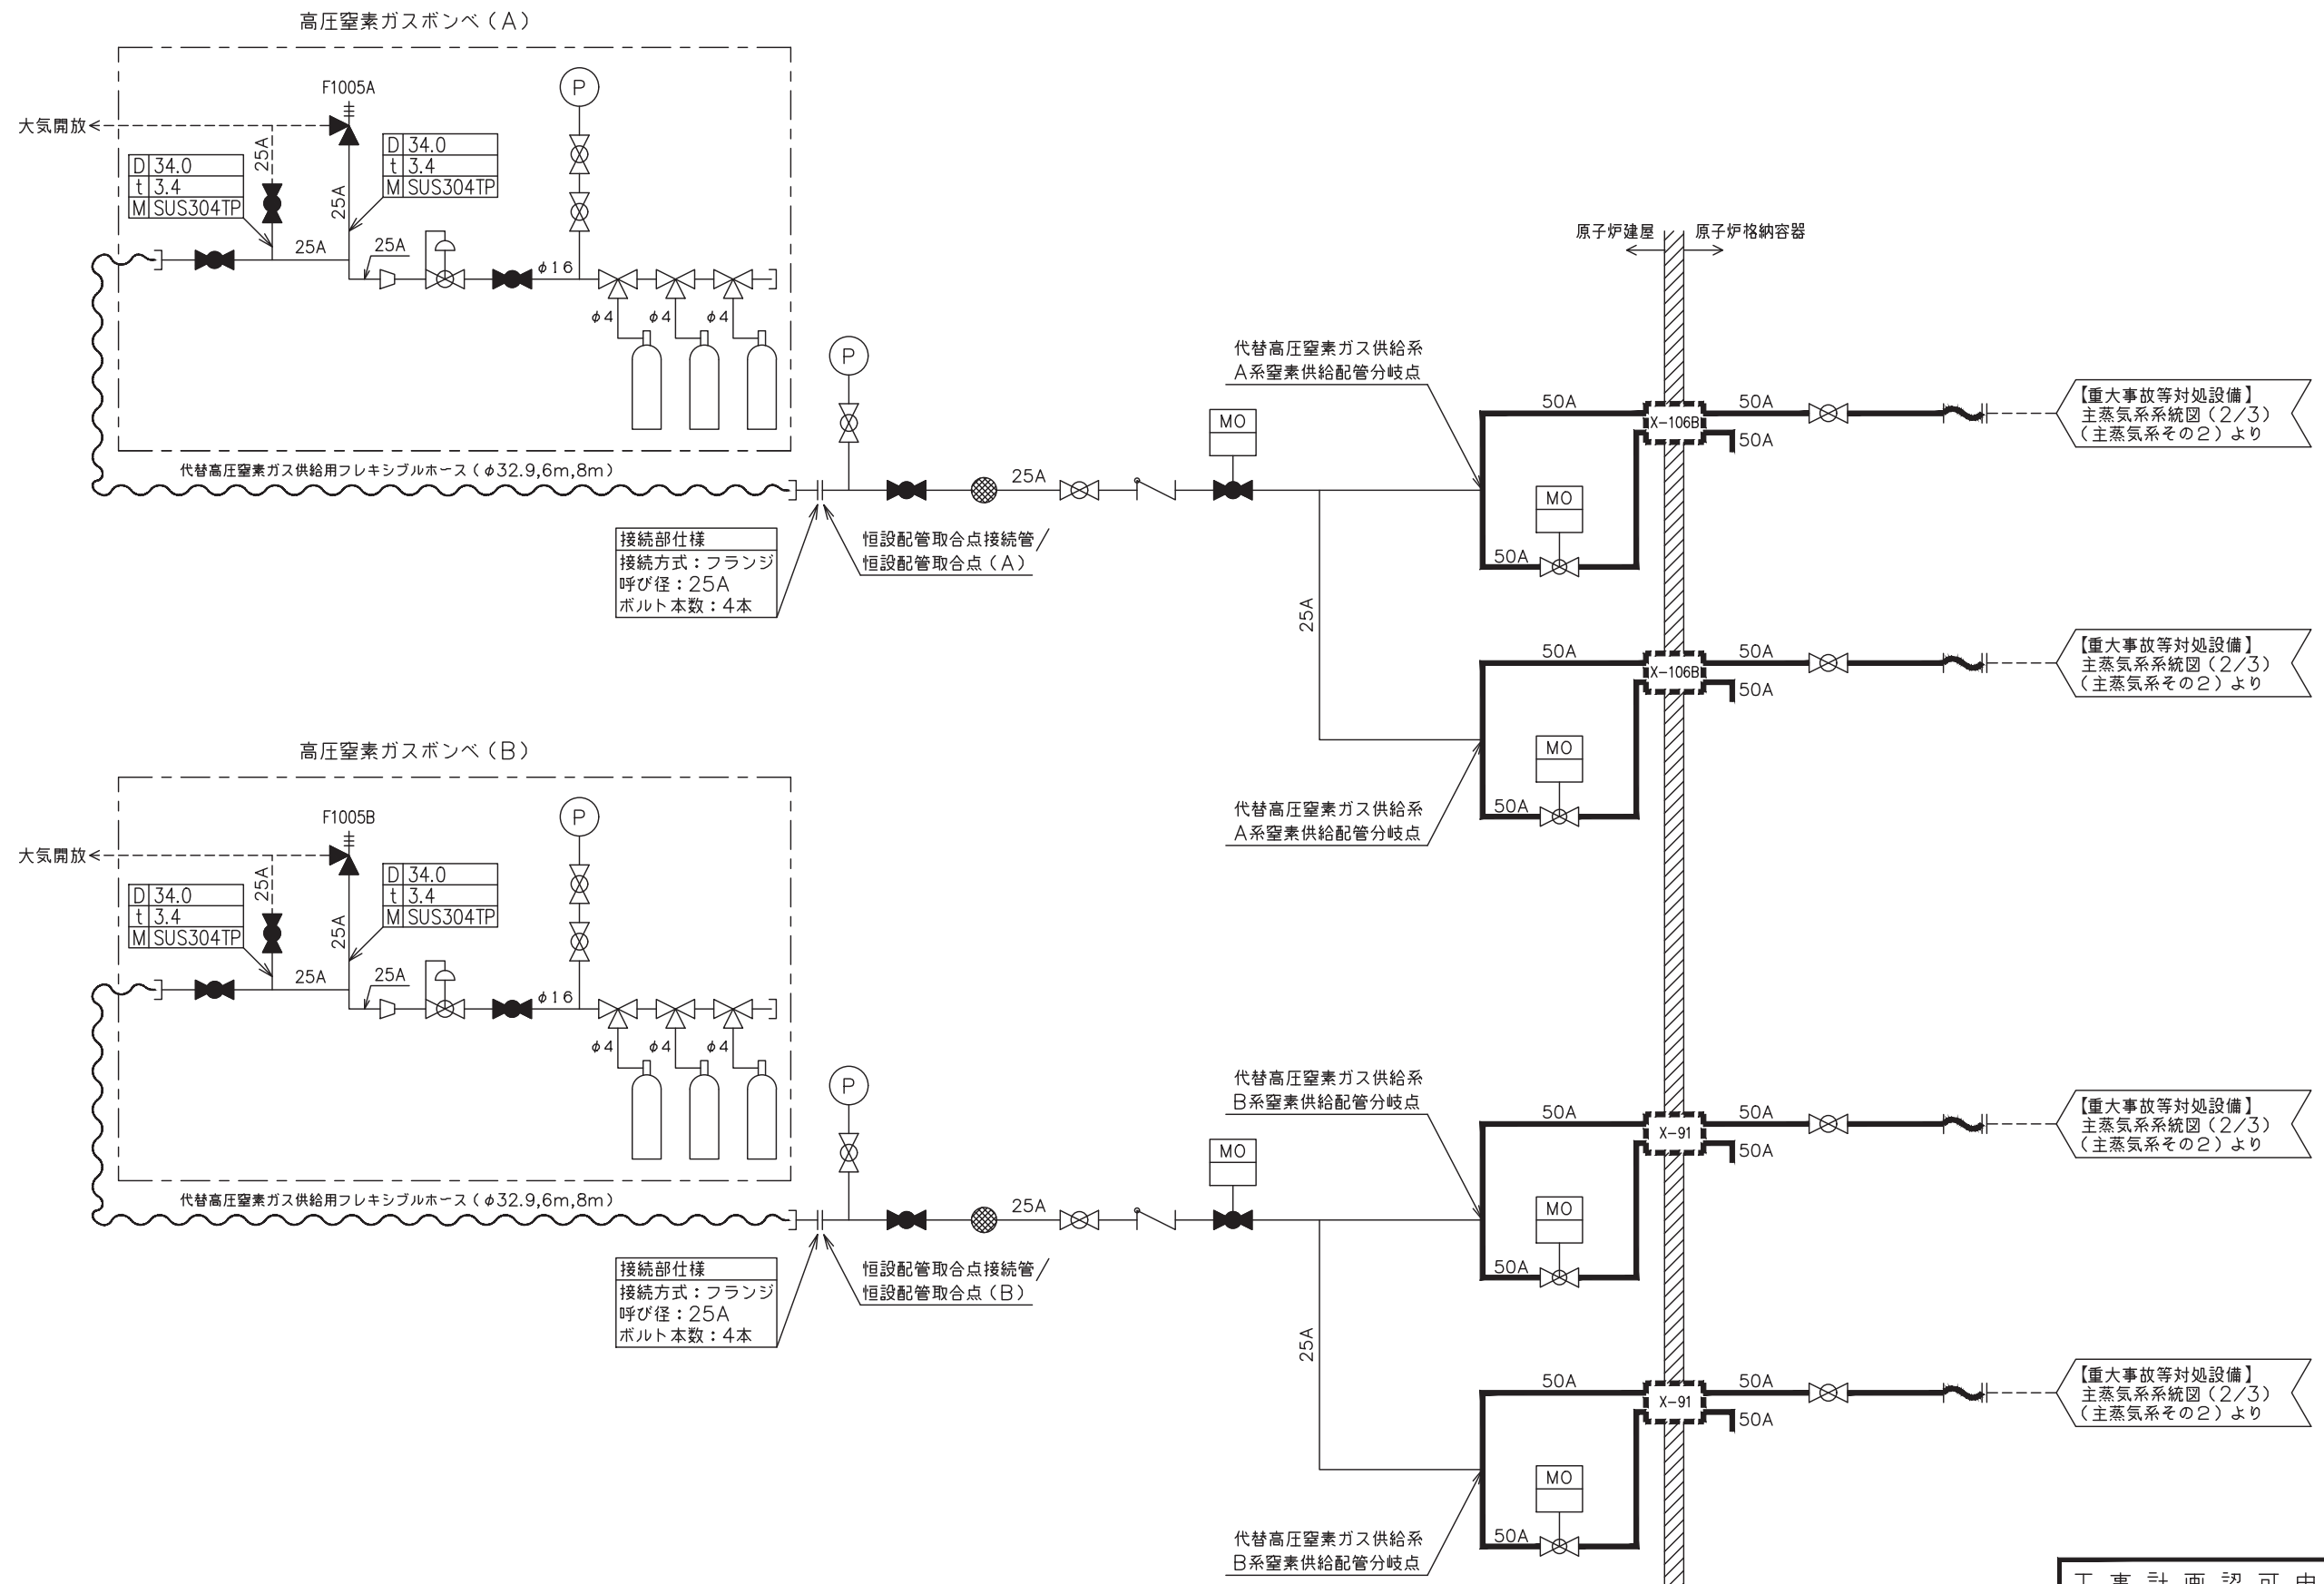 高圧窒素ガスボンベ（A）
F1005A
P
大気開放
25A
D 34.0
t 3.4
M SUS304TP
25A
D 34.0
t 3.4
M SUS304TP
25A
25A
φ16
φ4
φ4
φ4
代替高圧窒素ガス供給用フレキシブルホース（φ32.9,6m,8m）
P
25A
接続部仕様
接続方式：フランジ
呼び径：25A
ボルト本数：4本
恒設配管取合点接続管/
恒設配管取合点（A）
MO
25A
原子炉建屋
原子炉格納容器
代替高圧窒素ガス供給系
A系窒素供給配管分岐点
50A
X-106B
50A
50A
MO
50A
【重大事故等対処設備】
主蒸気系系統図（2/3）
（主蒸気系その2）より
50A
X-106B
50A
50A
MO
50A
代替高圧窒素ガス供給系
A系窒素供給配管分岐点
【重大事故等対処設備】
主蒸気系系統図（2/3）
（主蒸気系その2）より
高圧窒素ガスボンベ（B）
F1005B
P
大気開放
25A
D 34.0
t 3.4
M SUS304TP
25A
D 34.0
t 3.4
M SUS304TP
25A
25A
φ16
φ4
φ4
φ4
代替高圧窒素ガス供給用フレキシブルホース（φ32.9,6m,8m）
P
25A
接続部仕様
接続方式：フランジ
呼び径：25A
ボルト本数：4本
恒設配管取合点接続管/
恒設配管取合点（B）
MO
25A
代替高圧窒素ガス供給系
B系窒素供給配管分岐点
50A
X-91
50A
50A
MO
50A
【重大事故等対処設備】
主蒸気系系統図（2/3）
（主蒸気系その2）より
50A
X-91
50A
50A
MO
50A
代替高圧窒素ガス供給系
B系窒素供給配管分岐点
【重大事故等対処設備】
主蒸気系系統図（2/3）
（主蒸気系その2）より
工事計画認可申